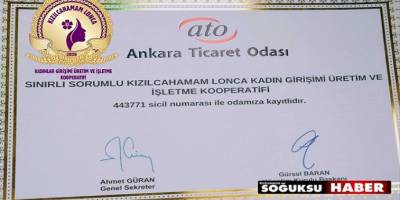 KIZILCAHAMAM LONCA
KADINLAR GİRİŞİMİ ÜRETİM VE İŞLETME
KOOPERATİFİ
ato
Ankara Ticaret Odası
SINIRLI SORUMLU KIZILCAHAMAM LONCA KADIN GİRİŞİMİ ÜRETİM VE
İŞLETME KOOPERATİFİ
443771 sicil numarası ile odamıza kayıtlıdır.
Ahmet GÜRAN
Genel Sekreter
Gürsel BARAN
Kurulu Başkanı
SOĞUKSU HABER